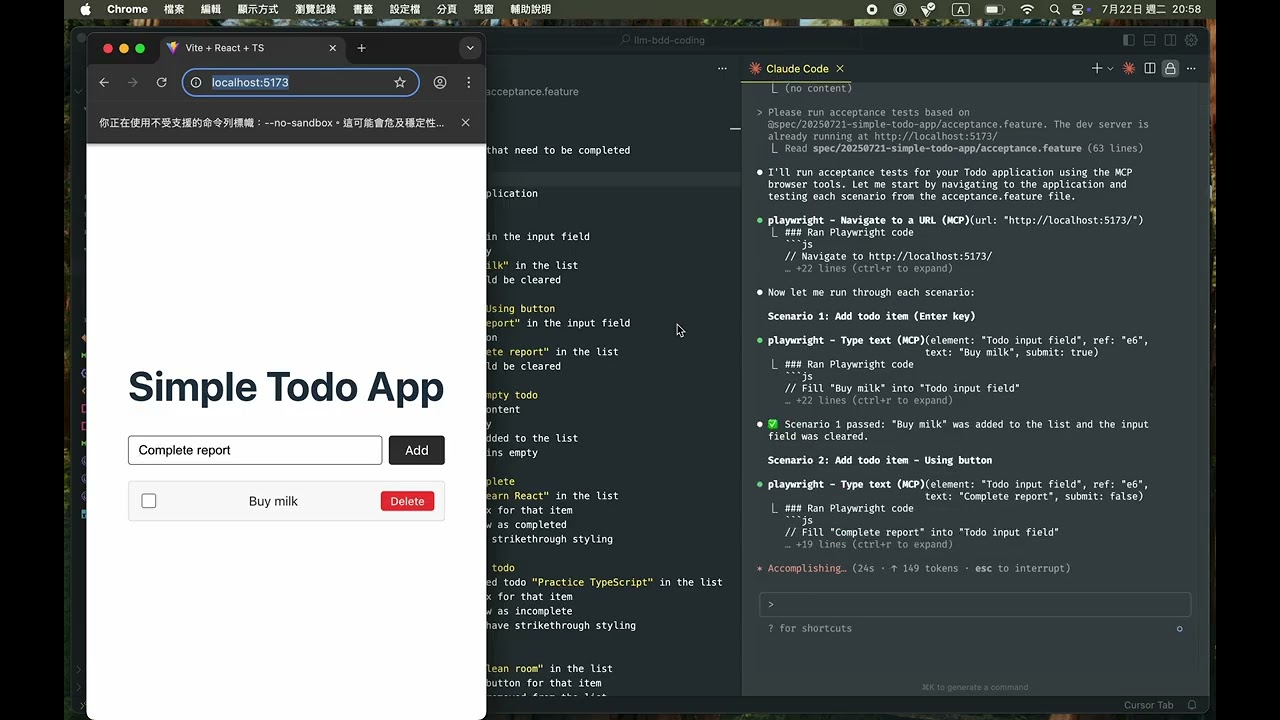 Chrome 檔案 編輯 顯示方式 瀏覽記錄 書籤 設定檔 分頁 視窗 輔助說明
A 7月22日 週二 20:58
Vite + React + TS
localhost:5173
你正在使用不受支援的命令列標幟：--no-sandbox。這可能會危及穩定性...
Simple Todo App
Complete report
Add
Buy milk
Delete
llm-bdd-coding
acceptance.feature
that need to be completed
plication
in the input field
y
ilk" in the list
ld be cleared
Using button
eport" in the input field
on
ete report" in the list
ld be cleared
mpty todo
ontent
y
dded to the list
ins empty
plete
earn React" in the list
x for that item
w as completed
strikethrough styling
todo
ed todo "Practice TypeScript" in the list
x for that item
w as incomplete
have strikethrough styling
lean room" in the list
button for that item
Claude Code
(no content)
> Please run acceptance tests based on
@spec/20250721-simple-todo-app/acceptance.feature. The dev server is
already running at http://localhost:5173/
Read spec/20250721-simple-todo-app/acceptance.feature (63 lines)
I'll run acceptance tests for your Todo application using the MCP
browser tools. Let me start by navigating to the application and
testing each scenario from the acceptance.feature file.
playwright - Navigate to a URL (MCP)(url: "http://localhost:5173/")
### Ran Playwright code
```js
// Navigate to http://localhost:5173/
… +22 lines (ctrl+r to expand)
Now let me run through each scenario:
Scenario 1: Add todo item (Enter key)
playwright - Type text (MCP)(element: "Todo input field", ref: "e6",
text: "Buy milk", submit: true)
### Ran Playwright code
```js
// Fill "Buy milk" into "Todo input field"
… +22 lines (ctrl+r to expand)
✅ Scenario 1 passed: "Buy milk" was added to the list and the input
field was cleared.
Scenario 2: Add todo item - Using button
playwright - Type text (MCP)(element: "Todo input field", ref: "e6",
text: "Complete report", submit: false)
### Ran Playwright code
```js
// Fill "Complete report" into "Todo input field"
… +19 lines (ctrl+r to expand)
* Accomplishing… (24s · ↑ 149 tokens · esc to interrupt)
>
? for shortcuts
⌘K to generate a command
Cursor Tab